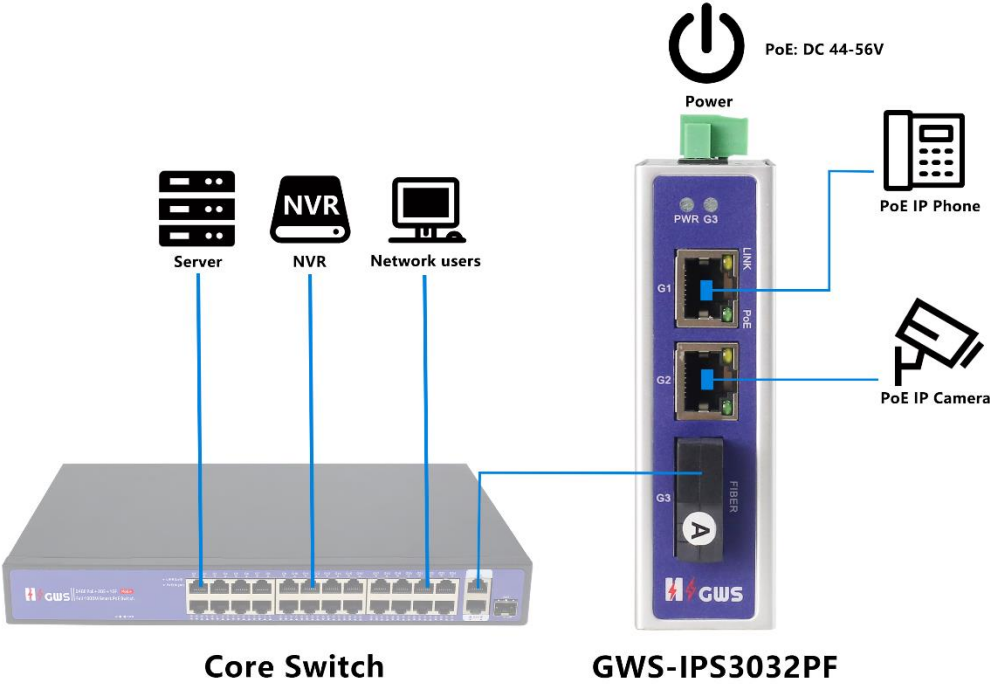 PoE: DC 44-56V
Power
PoE IP Phone
NVR
Server
NVR
Network users
PWR G3
LINK
G1
PoE
G2
PoE IP Camera
G3
FIBER
A
GWS
GWS
Core Switch
GWS-IPS3032PF